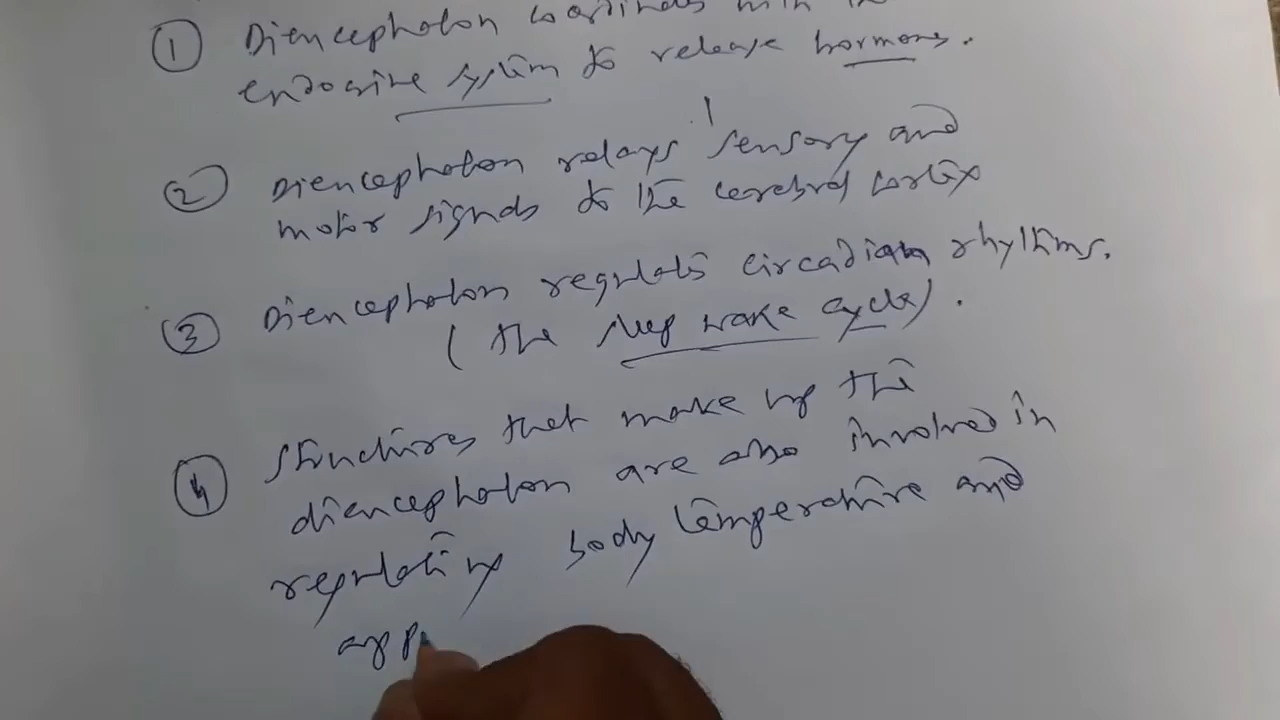 ① Diencephalon coordinates with the
endocrine system to release hormones.
② Diencephalon relays sensory and
motor signals to the cerebral cortex
③ Diencephalon regulates circadian rhythms.
( the sleep wake cycle) .
④ structures that make up the
diencephalon are also involved in
regulating body temperature and
app